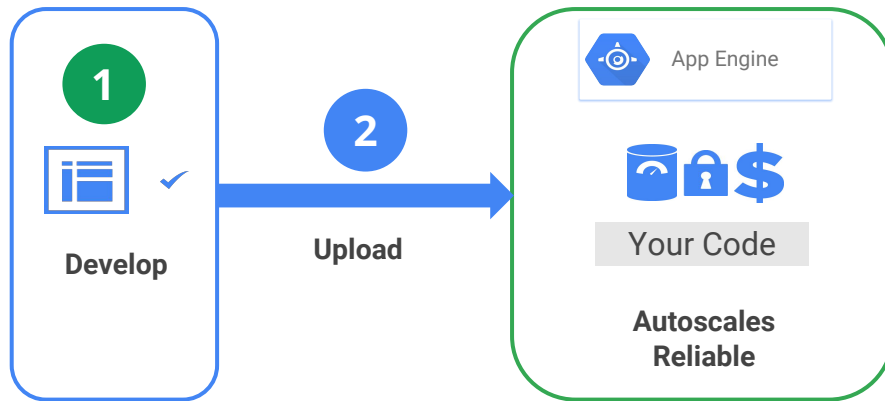 1
Develop
2
Upload
App Engine
$
Your Code
Autoscales
Reliable